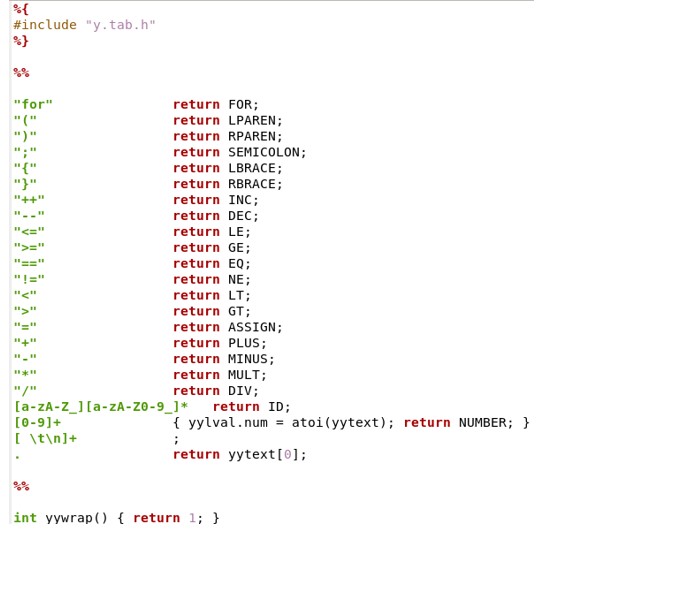 %{
#include "y.tab.h"
%}
%%
"for" return FOR;
"(" return LPAREN;
")" return RPAREN;
";" return SEMICOLON;
"{" return LBRACE;
"}" return RBRACE;
"++" return INC;
"--" return DEC;
"<=" return LE;
">=" return GE;
"==" return EQ;
"!=" return NE;
"<" return LT;
">" return GT;
"=" return ASSIGN;
"+" return PLUS;
"-" return MINUS;
"*" return MULT;
"/" return DIV;
[a-zA-Z_][a-zA-Z0-9_]* return ID;
[0-9]+ { yylval.num = atoi(yytext); return NUMBER; }
[ \t\n]+ ;
. return yytext[0];
%%
int yywrap() { return 1; }